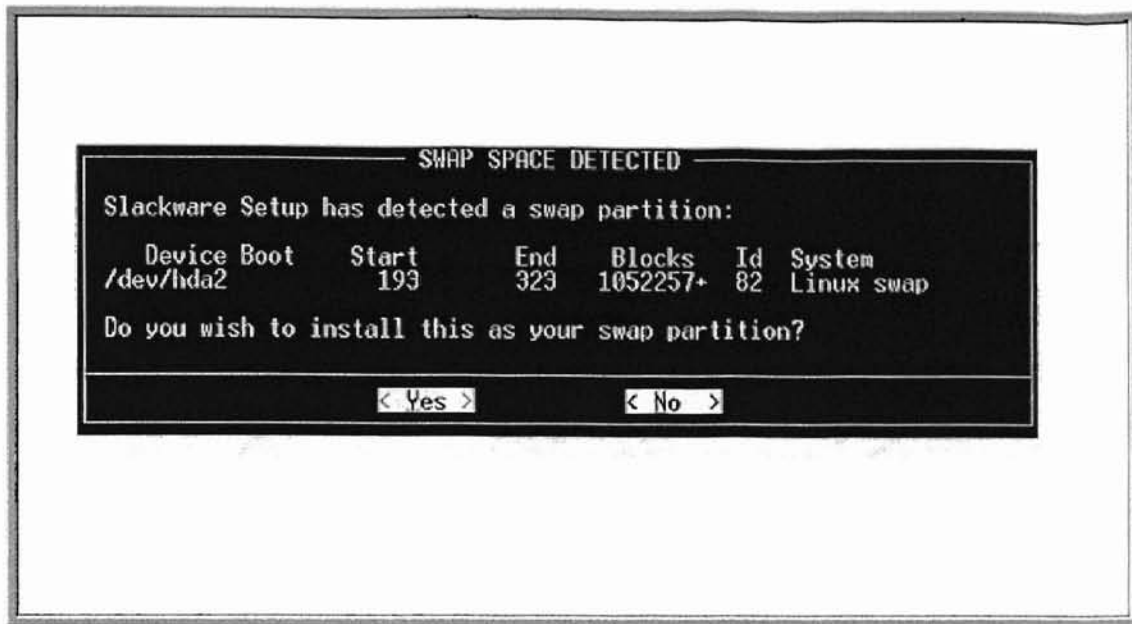 SWAP SPACE DETECTED
Slackware Setup has detected a swap partition:
Device Boot Start End Blocks Id System
/dev/hda2 193 323 1052257+ 82 Linux swap
Do you wish to install this as your swap partition?
< Yes > < No >